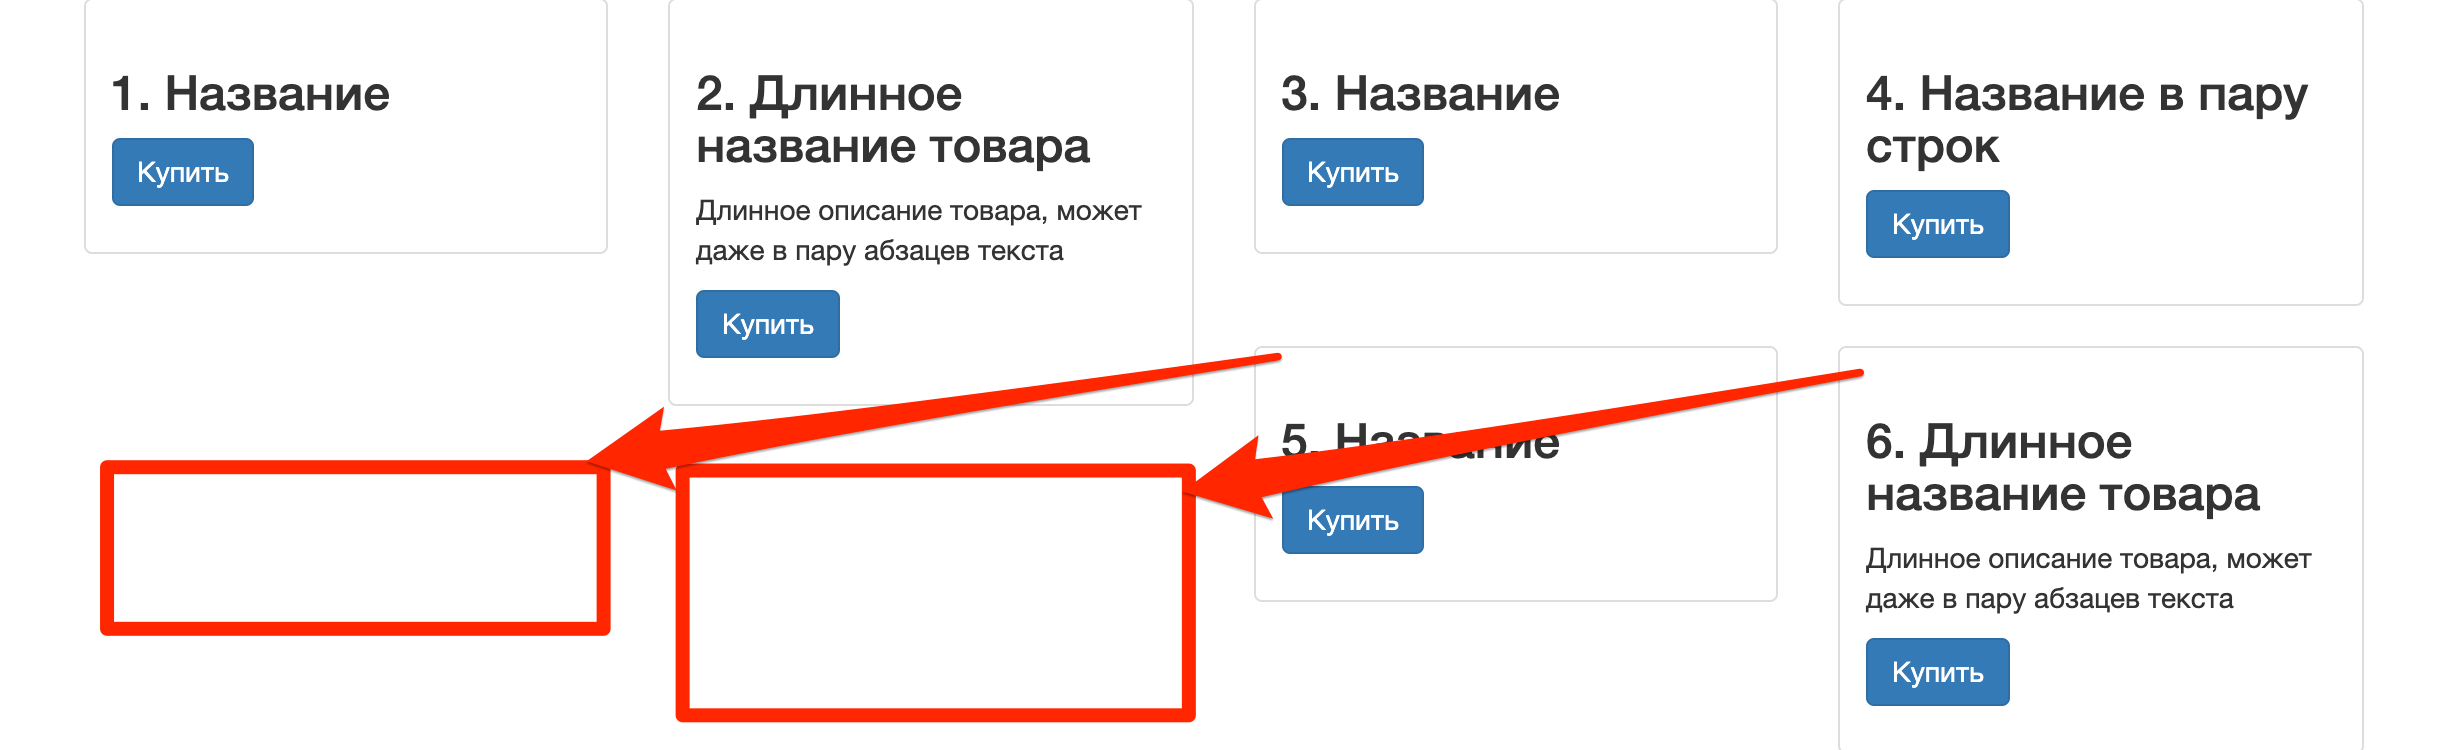 1. Название
Купить
2. Длинное
название товара
Длинное описание товара, может
даже в пару абзацев текста
Купить
3. Название
Купить
4. Название в пару
строк
Купить
5. Название
Купить
6. Длинное
название товара
Длинное описание товара, может
даже в пару абзацев текста
Купить